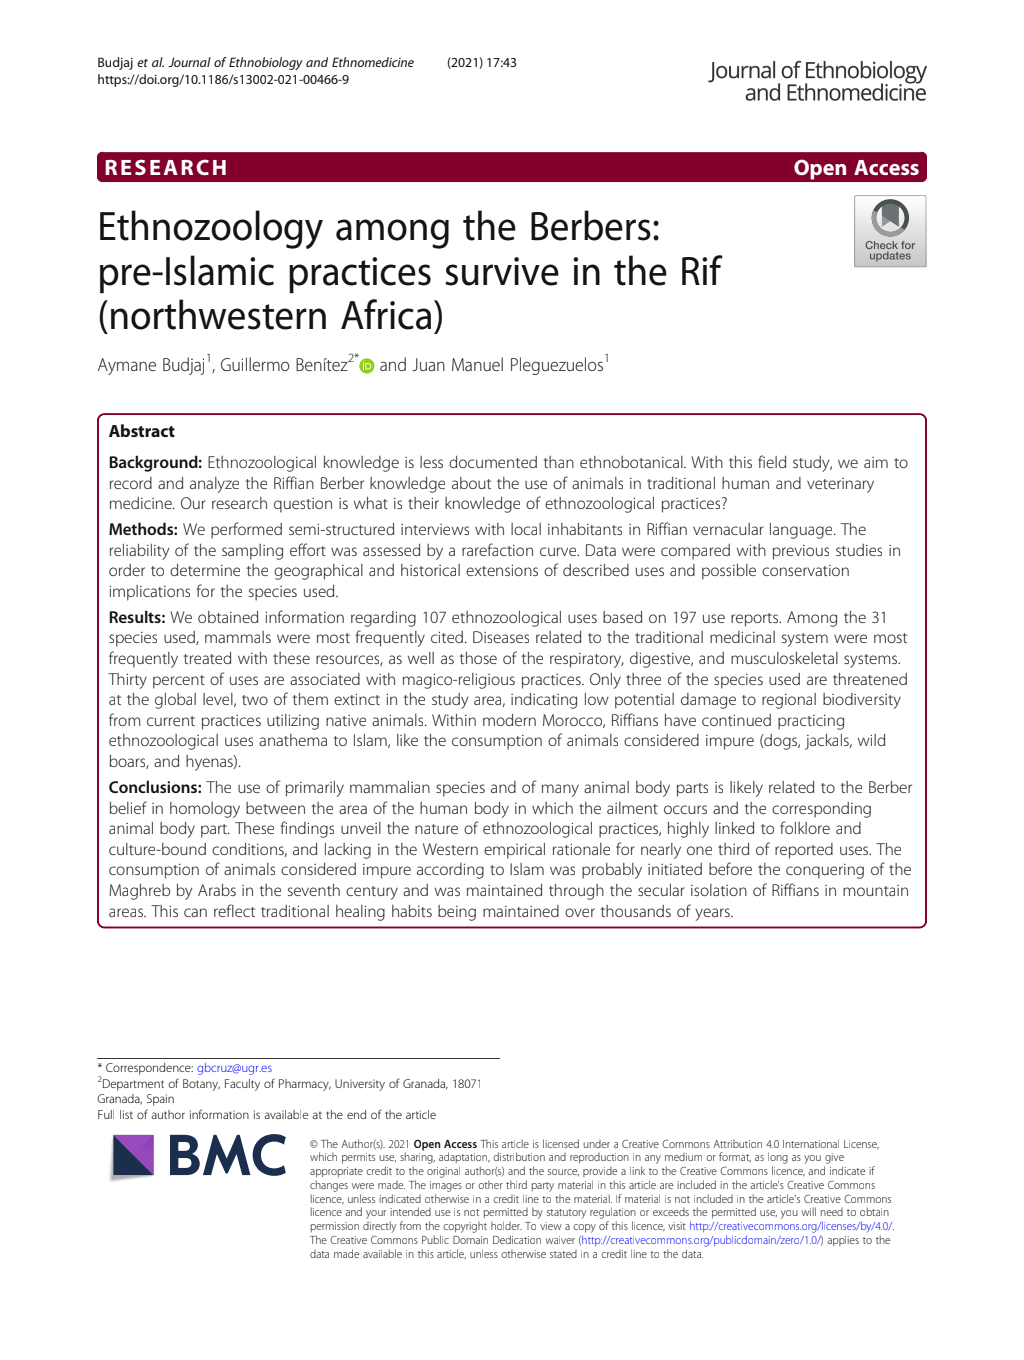 Budjaj et al. Journal of Ethnobiology and Ethnomedicine (2021) 17:43
https://doi.org/10.1186/s13002-021-00466-9
Journal of Ethnobiology
and Ethnomedicine
RESEARCH Open Access
Ethnozoology among the Berbers:
pre-Islamic practices survive in the Rif
(northwestern Africa)
Check for
updates
Aymane Budjaj1, Guillermo Benítez2* iD and Juan Manuel Pleguezuelos1
Abstract
Background: Ethnozoological knowledge is less documented than ethnobotanical. With this field study, we aim to
record and analyze the Riffian Berber knowledge about the use of animals in traditional human and veterinary
medicine. Our research question is what is their knowledge of ethnozoological practices?
Methods: We performed semi-structured interviews with local inhabitants in Riffian vernacular language. The
reliability of the sampling effort was assessed by a rarefaction curve. Data were compared with previous studies in
order to determine the geographical and historical extensions of described uses and possible conservation
implications for the species used.
Results: We obtained information regarding 107 ethnozoological uses based on 197 use reports. Among the 31
species used, mammals were most frequently cited. Diseases related to the traditional medicinal system were most
frequently treated with these resources, as well as those of the respiratory, digestive, and musculoskeletal systems.
Thirty percent of uses are associated with magico-religious practices. Only three of the species used are threatened
at the global level, two of them extinct in the study area, indicating low potential damage to regional biodiversity
from current practices utilizing native animals. Within modern Morocco, Riffians have continued practicing
ethnozoological uses anathema to Islam, like the consumption of animals considered impure (dogs, jackals, wild
boars, and hyenas).
Conclusions: The use of primarily mammalian species and of many animal body parts is likely related to the Berber
belief in homology between the area of the human body in which the ailment occurs and the corresponding
animal body part. These findings unveil the nature of ethnozoological practices, highly linked to folklore and
culture-bound conditions, and lacking in the Western empirical rationale for nearly one third of reported uses. The
consumption of animals considered impure according to Islam was probably initiated before the conquering of the
Maghreb by Arabs in the seventh century and was maintained through the secular isolation of Riffians in mountain
areas. This can reflect traditional healing habits being maintained over thousands of years.
* Correspondence: gbcruz@ugr.es
2Department of Botany, Faculty of Pharmacy, University of Granada, 18071
Granada, Spain
Full list of author information is available at the end of the article
BMC
© The Author(s). 2021 Open Access This article is licensed under a Creative Commons Attribution 4.0 International License,
which permits use, sharing, adaptation, distribution and reproduction in any medium or format, as long as you give
appropriate credit to the original author(s) and the source, provide a link to the Creative Commons licence, and indicate if
changes were made. The images or other third party material in this article are included in the article's Creative Commons
licence, unless indicated otherwise in a credit line to the material. If material is not included in the article's Creative Commons
licence and your intended use is not permitted by statutory regulation or exceeds the permitted use, you will need to obtain
permission directly from the copyright holder. To view a copy of this licence, visit http://creativecommons.org/licenses/by/4.0/.
The Creative Commons Public Domain Dedication waiver (http://creativecommons.org/publicdomain/zero/1.0/) applies to the
data made available in this article, unless otherwise stated in a credit line to the data.